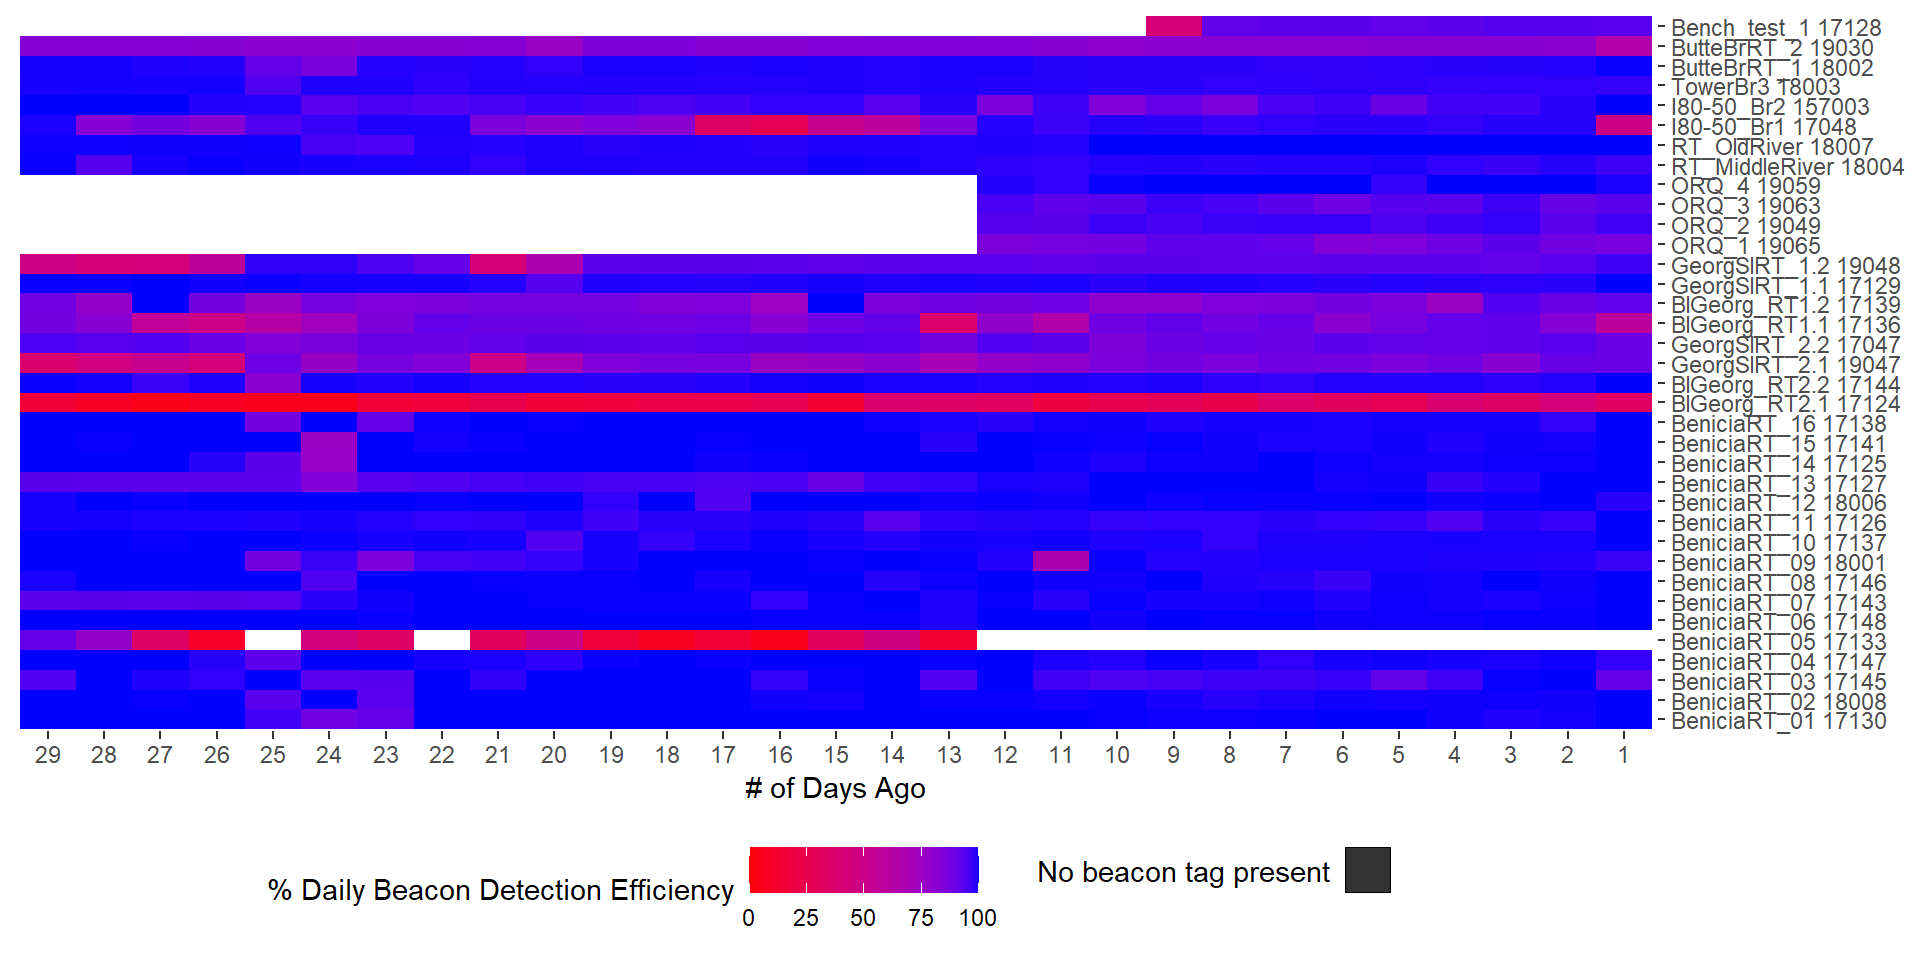 Bench_test_1 17128
ButteBrRT_2 19030
ButteBrRT_1 18002
TowerBr3 18003
I80-50_Br2 157003
I80-50_Br1 17048
RT_OldRiver 18007
RT_MiddleRiver 18004
ORQ_4 19059
ORQ_3 19063
ORQ_2 19049
ORQ_1 19065
GeorgSlRT_1.2 19048
GeorgSlRT_1.1 17129
BlGeorg_RT1.2 17139
BlGeorg_RT1.1 17136
GeorgSlRT_2.2 17047
GeorgSlRT_2.1 19047
BlGeorg_RT2.2 17144
BlGeorg_RT2.1 17124
BeniciaRT_16 17138
BeniciaRT_15 17141
BeniciaRT_14 17125
BeniciaRT_13 17127
BeniciaRT_12 18006
BeniciaRT_11 17126
BeniciaRT_10 17137
BeniciaRT_09 18001
BeniciaRT_08 17146
BeniciaRT_07 17143
BeniciaRT_06 17148
BeniciaRT_05 17133
BeniciaRT_04 17147
BeniciaRT_03 17145
BeniciaRT_02 18008
BeniciaRT_01 17130
29 28 27 26 25 24 23 22 21 20 19 18 17 16 15 14 13 12 11 10 9 8 7 6 5 4 3 2 1
# of Days Ago
% Daily Beacon Detection Efficiency
0 25 50 75 100
No beacon tag present